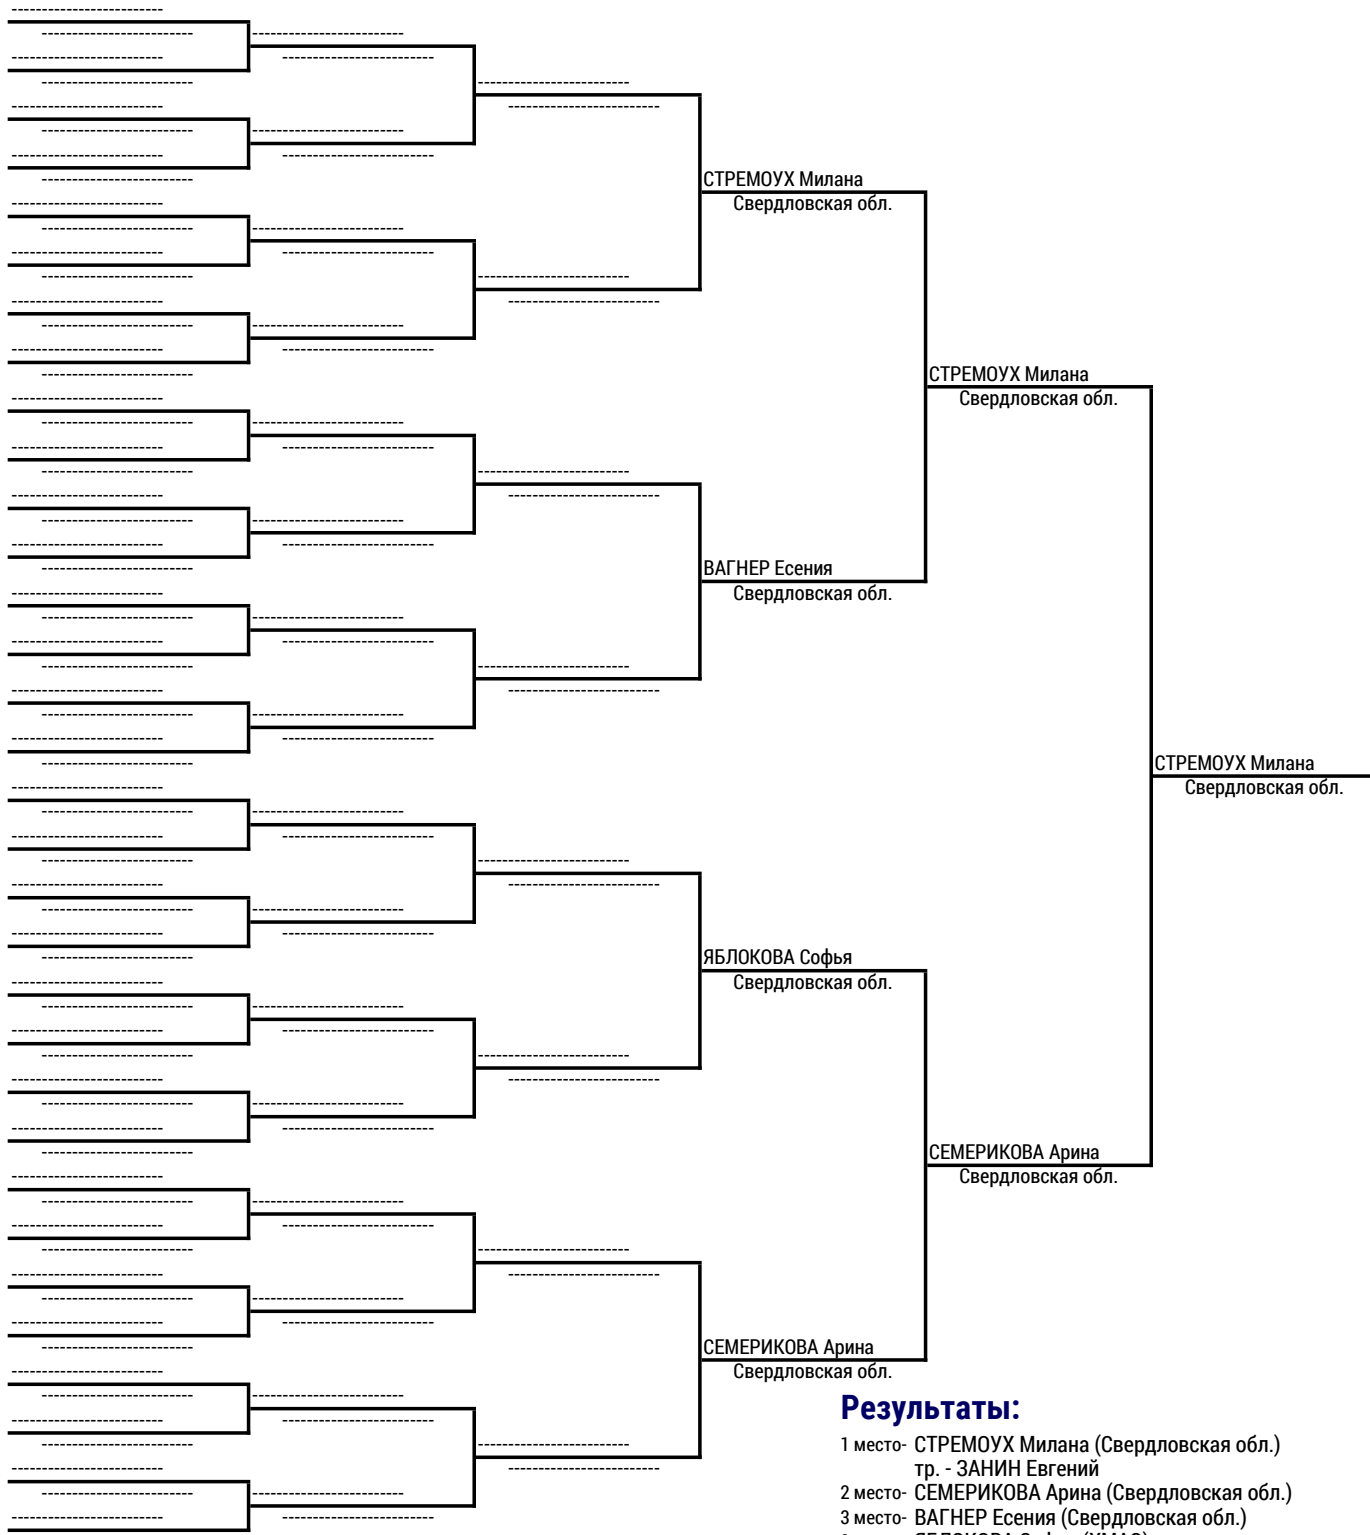 СТРЕМОУХ Милана
Свердловская обл.
СТРЕМОУХ Милана
Свердловская обл.
ВАГНЕР Есения
Свердловская обл.
СТРЕМОУХ Милана
Свердловская обл.
ЯБЛОКОВА Софья
Свердловская обл.
СЕМЕРИКОВА Арина
Свердловская обл.
СЕМЕРИКОВА Арина
Свердловская обл.
Результаты:
1 место- СТРЕМОУХ Милана (Свердловская обл.)
тр. - ЗАНИН Евгений
2 место- СЕМЕРИКОВА Арина (Свердловская обл.)
3 место- ВАГНЕР Есения (Свердловская обл.)